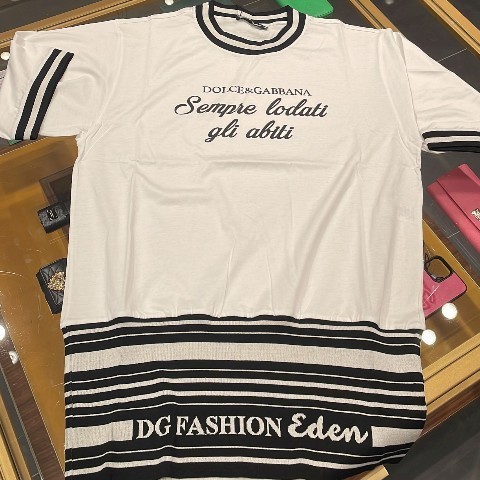 DOLCE&GABBANA
Sempre lodati
gli abiti
DG FASHION Eden